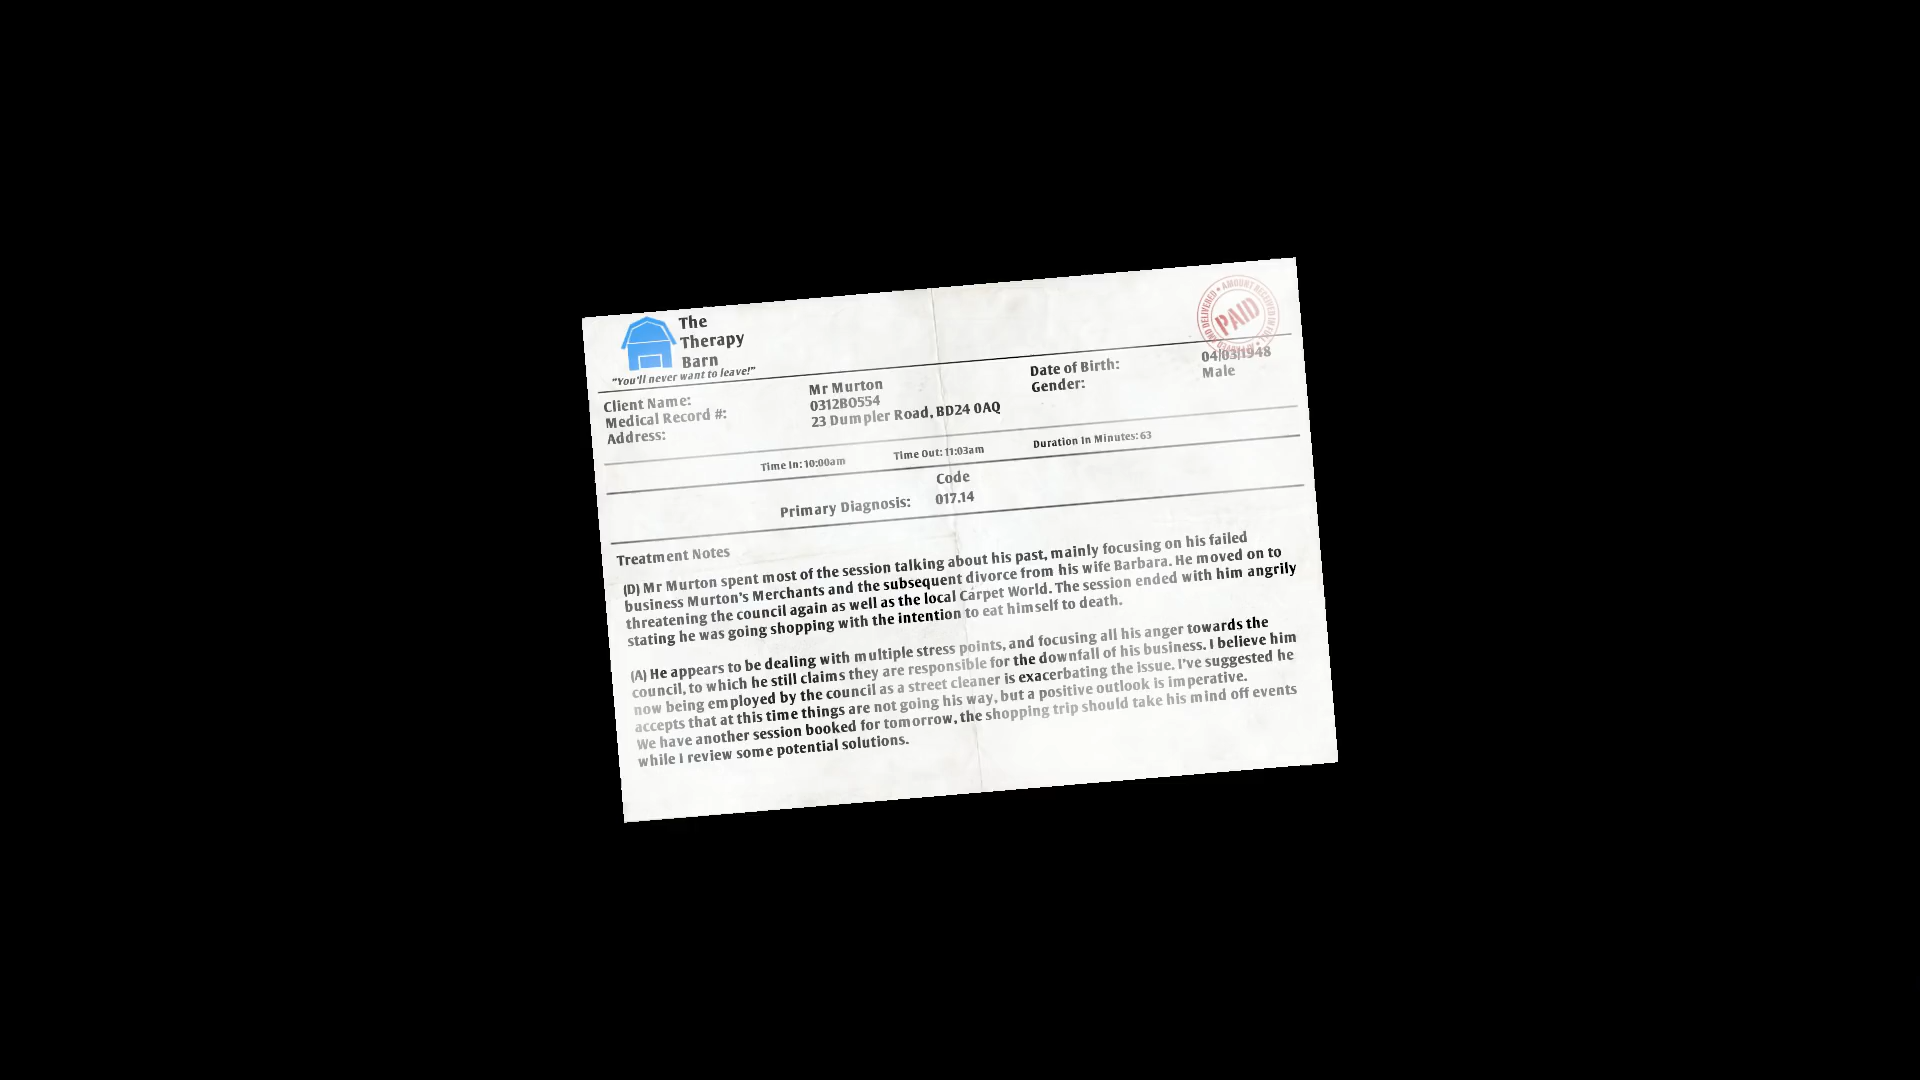 The
Therapy
Barn
"You'll never want to leave!"
AMOUNT RECEIVED IN FULL • APPROVED AND DELIVERED •
PAID
Client Name: Mr Murton Date of Birth: 04/03/1948
Medical Record #: 0312B0554 Gender: Male
Address: 23 Dumpler Road, BD24 0AQ
Time In: 10:00am Time Out: 11:03am Duration In Minutes: 63
Code
Primary Diagnosis: 017.14
Treatment Notes
(D) Mr Murton spent most of the session talking about his past, mainly focusing on his failed
business Murton's Merchants and the subsequent divorce from his wife Barbara. He moved on to
threatening the council again as well as the local Carpet World. The session ended with him angrily
stating he was going shopping with the intention to eat himself to death.
(A) He appears to be dealing with multiple stress points, and focusing all his anger towards the
council, to which he still claims they are responsible for the downfall of his business. I believe him
now being employed by the council as a street cleaner is exacerbating the issue. I've suggested he
accepts that at this time things are not going his way, but a positive outlook is imperative.
We have another session booked for tomorrow, the shopping trip should take his mind off events
while I review some potential solutions.